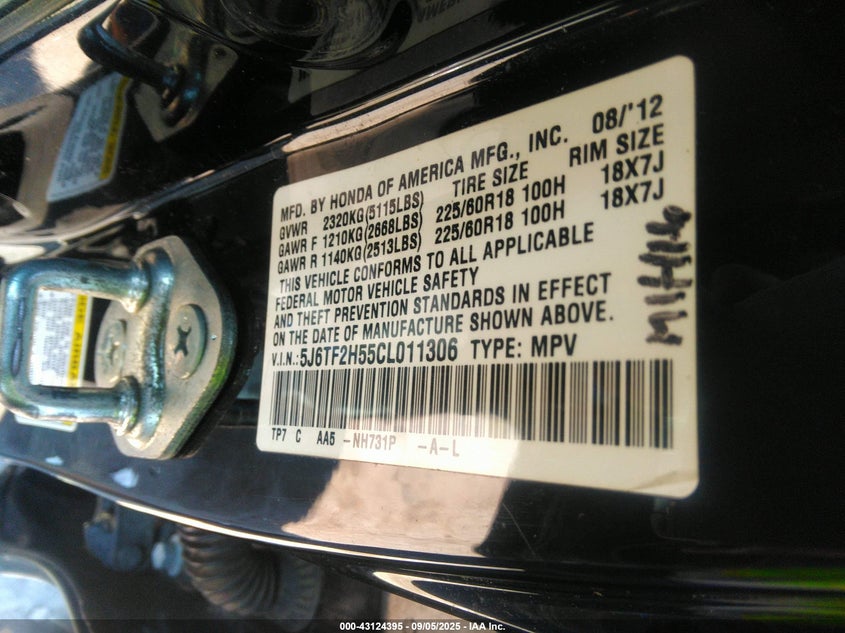 MFD. BY HONDA OF AMERICA MFG., INC. 08/'12
GVWR 2320KG(5115LBS) TIRE SIZE RIM SIZE
GAWR F 1210KG(2668LBS) 225/60R18 100H 18X7J
GAWR R 1140KG(2513LBS) 225/60R18 100H 18X7J
THIS VEHICLE CONFORMS TO ALL APPLICABLE
FEDERAL MOTOR VEHICLE SAFETY
AND THEFT PREVENTION STANDARDS IN EFFECT
ON THE DATE OF MANUFACTURE SHOWN ABOVE.
V.I.N.: 5J6TF2H55CL011306 TYPE: MPV
TP7 C AA5 -NH731P -A-L
000-43124395 - 09/05/2025 - IAA Inc.